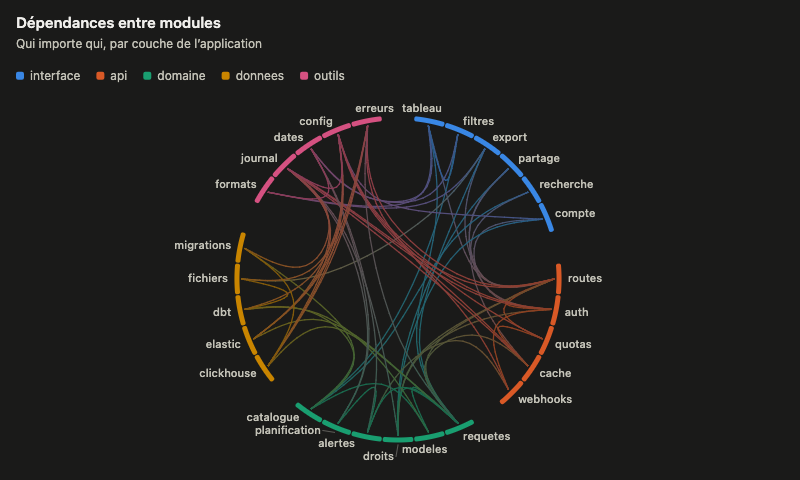 Dépendances entre modules
Qui importe qui, par couche de l’application
interface api domaine donnees outils
erreurs tableau
config filtres
dates export
journal partage
formats recherche
compte
migrations
fichiers routes
dbt auth
elastic quotas
clickhouse cache
webhooks
catalogue
planification requetes
alertes modeles
droits